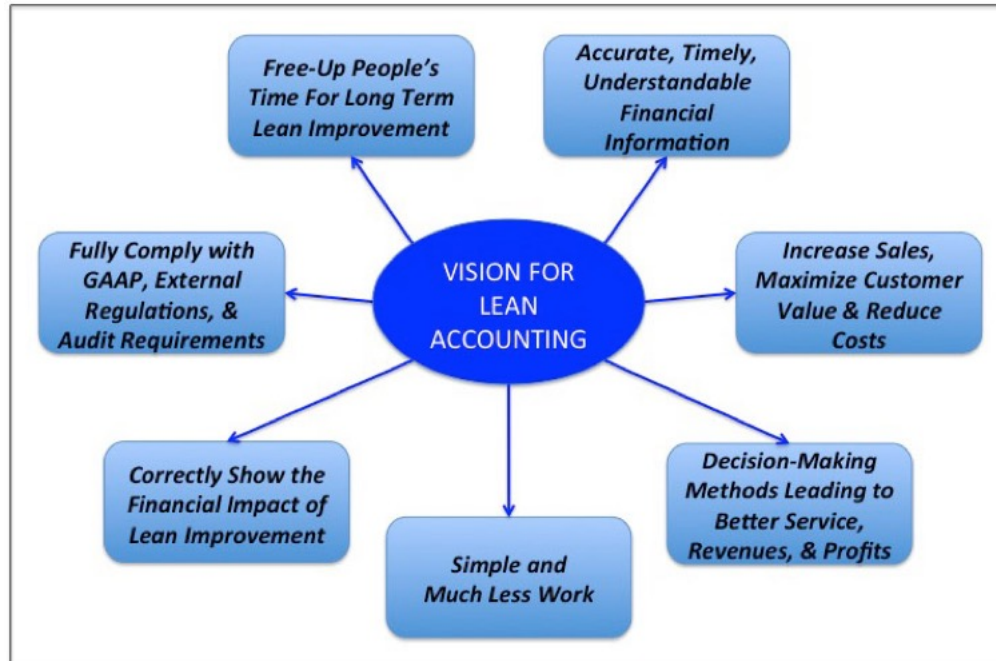 Free-Up People's
Time For Long Term
Lean Improvement
Accurate, Timely,
Understandable
Financial
Information
Fully Comply with
GAAP, External
Regulations, &
Audit Requirements
VISION FOR
LEAN
ACCOUNTING
Increase Sales,
Maximize Customer
Value & Reduce
Costs
Correctly Show the
Financial Impact of
Lean Improvement
Simple and
Much Less Work
Decision-Making
Methods Leading to
Better Service,
Revenues, & Profits